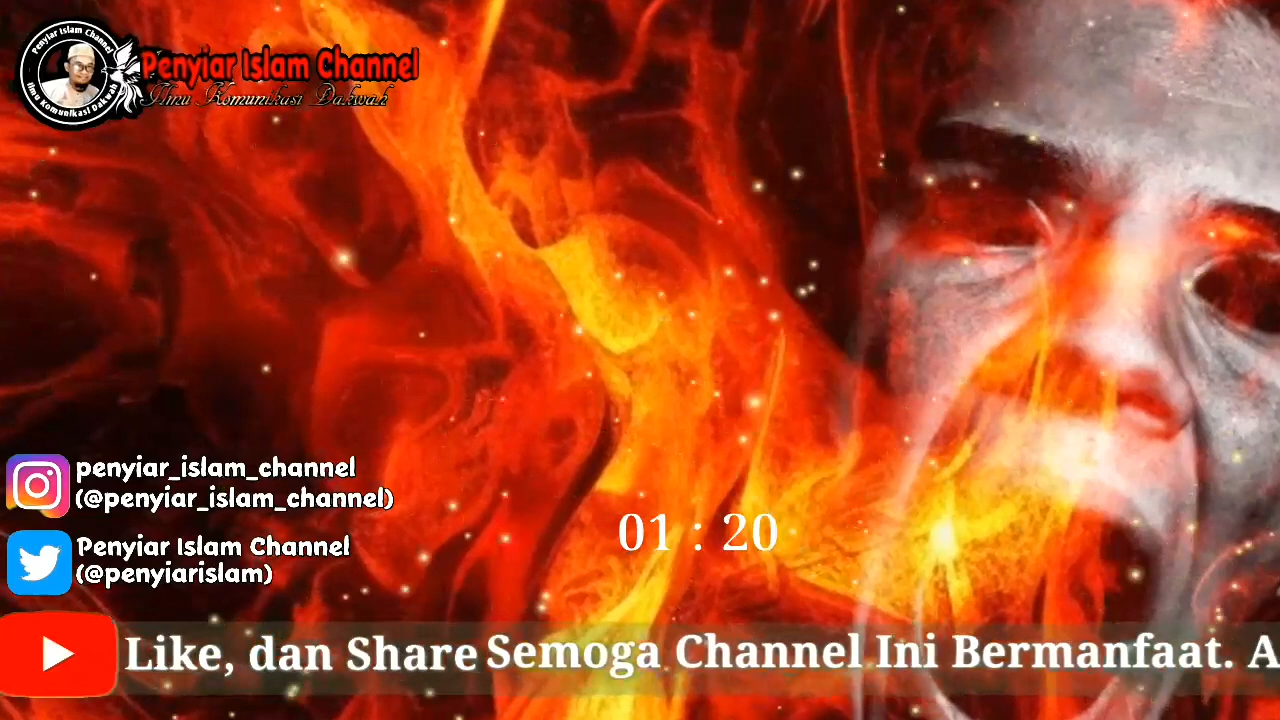 Penyiar Islam Channel
Ilmu Komunikasi Dakwah
Penyiar Islam Channel
Ilmu Komunikasi Dakwah
penyiar_islam_channel
(@penyiar_islam_channel)
01 : 20
Penyiar Islam Channel
(@penyiarislam)
Like, dan Share Semoga Channel Ini Bermanfaat. A